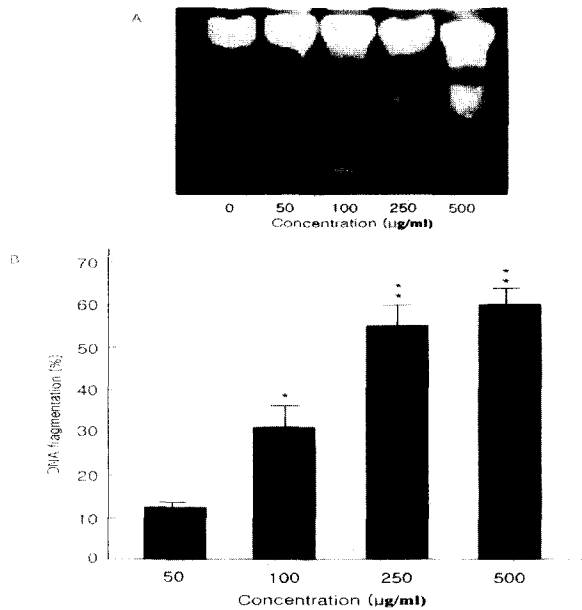 A
0 50 100 250 500
Concentration (µg/ml)
B
70
60
50
40
30
20
10
0
DNA fragmentation (%)
*
*
*
*
*
50 100 250 500
Concentration (µg/ml)